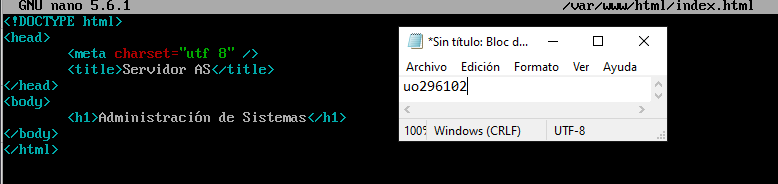 GNU nano 5.6.1 /var/www/html/index.html
<!DOCTYPE html>
<head>
<meta charset="utf 8" />
<title>Servidor AS</title>
</head>
<body>
<h1>Administración de Sistemas</h1>
</body>
</html>
*Sin título: Bloc d...
Archivo Edición Formato Ver Ayuda
uo296102
100% Windows (CRLF) UTF-8